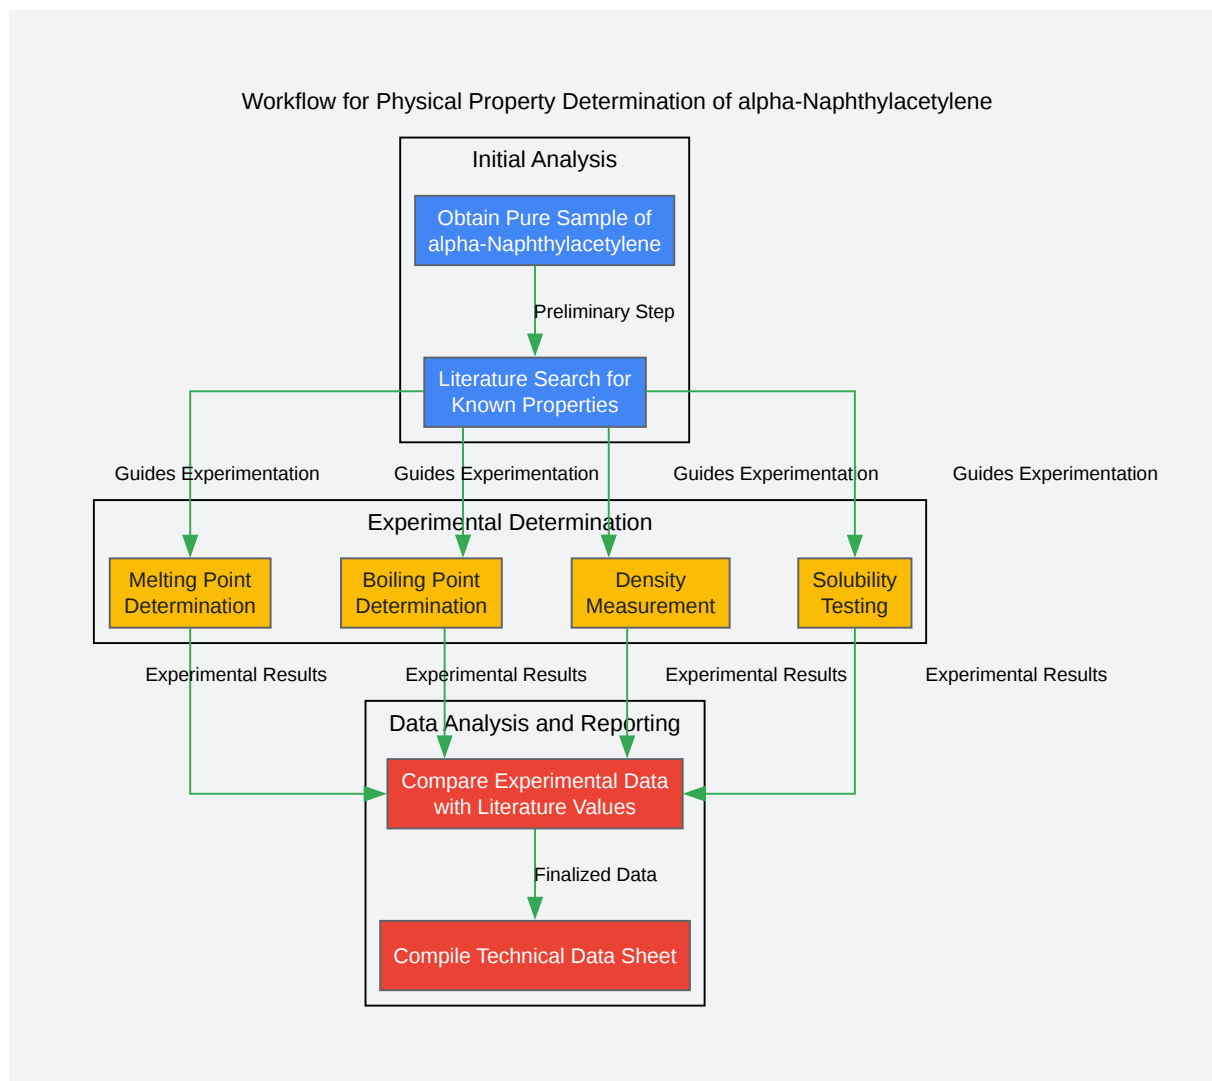 Workflow for Physical Property Determination of alpha-Naphthylacetylene
Initial Analysis
Obtain Pure Sample of
alpha-Naphthylacetylene
Preliminary Step
Literature Search for
Known Properties
Guides Experimentation
Guides Experimentation
Guides Experimentation
Guides Experimentation
Experimental Determination
Melting Point
Determination
Boiling Point
Determination
Density
Measurement
Solubility
Testing
Experimental Results
Experimental Results
Experimental Results
Experimental Results
Data Analysis and Reporting
Compare Experimental Data
with Literature Values
Finalized Data
Compile Technical Data Sheet